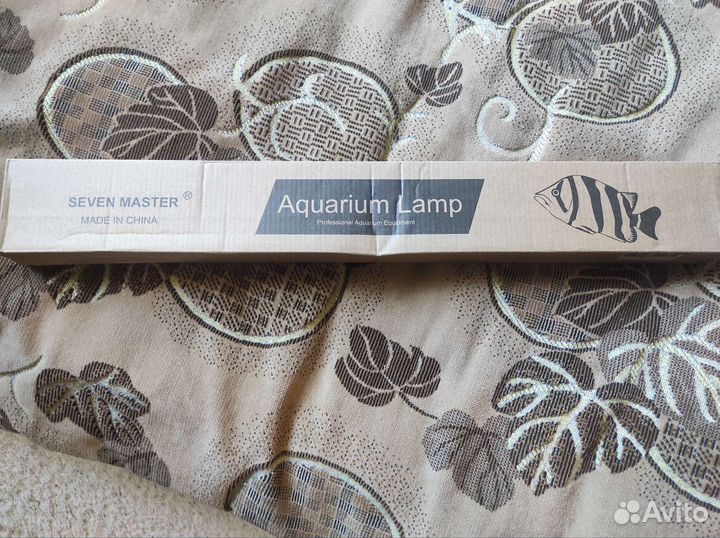 SEVEN MASTER ®
MADE IN CHINA
Aquarium Lamp
Professional Aquarium Equipment
Avito